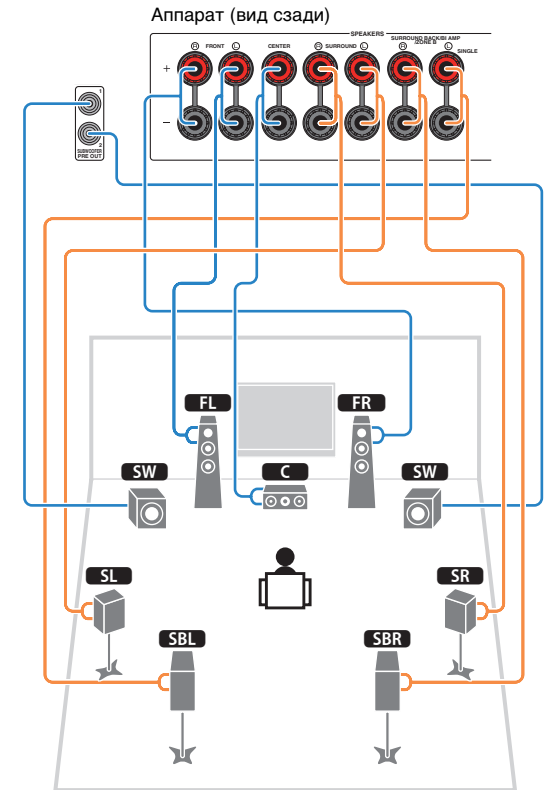 Аппарат (вид сзади)
SPEAKERS
SURROUND BACK/BI AMP
/ZONE B
R FRONT L
CENTER
R SURROUND L
R
L
SINGLE
+
–
1
2
SUBWOOFER
PRE OUT
FL
FR
SW
C
SW
SL
SR
SBL
SBR